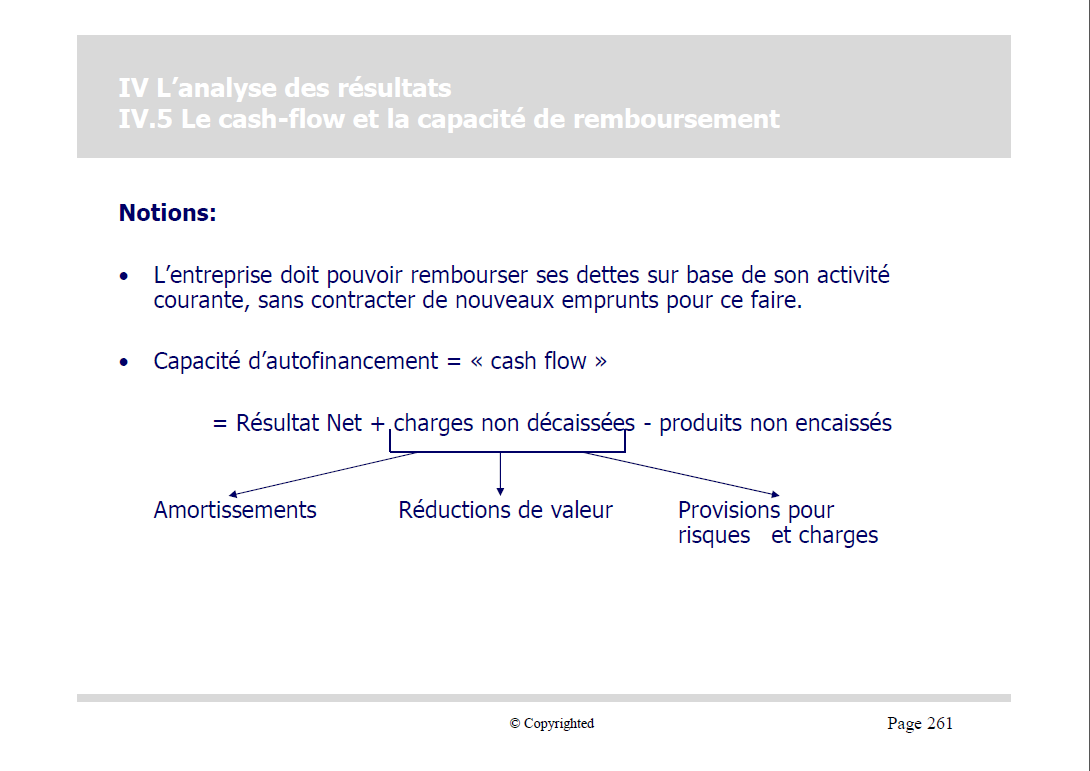 IV L’analyse des résultats
IV.5 Le cash-flow et la capacité de remboursement
Notions:
• L’entreprise doit pouvoir rembourser ses dettes sur base de son activité
courante, sans contracter de nouveaux emprunts pour ce faire.
• Capacité d’autofinancement = « cash flow »
= Résultat Net + charges non décaissées - produits non encaissés
Amortissements Réductions de valeur Provisions pour
risques et charges
© Copyrighted Page 261